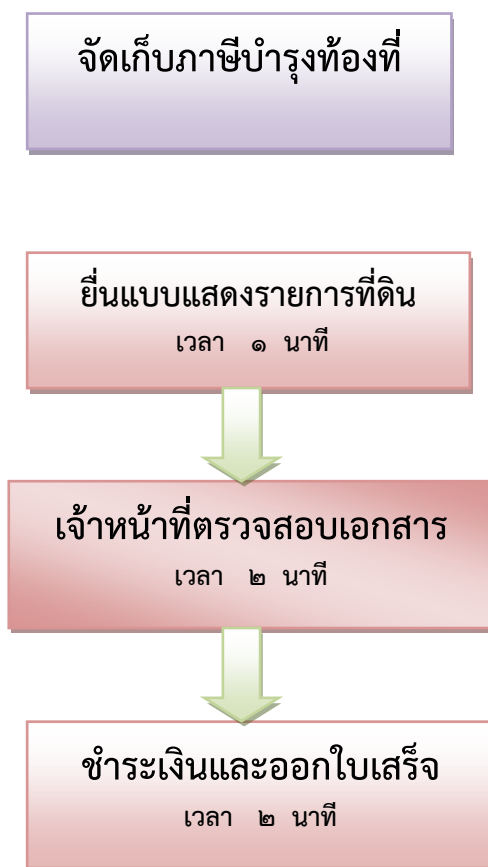 จัดเก็บภาษีบำรุงท้องที่
ยื่นแบบแสดงรายการที่ดิน
เวลา ๑ นาที
เจ้าหน้าที่ตรวจสอบเอกสาร
เวลา ๒ นาที
ชำระเงินและออกใบเสร็จ
เวลา ๒ นาที